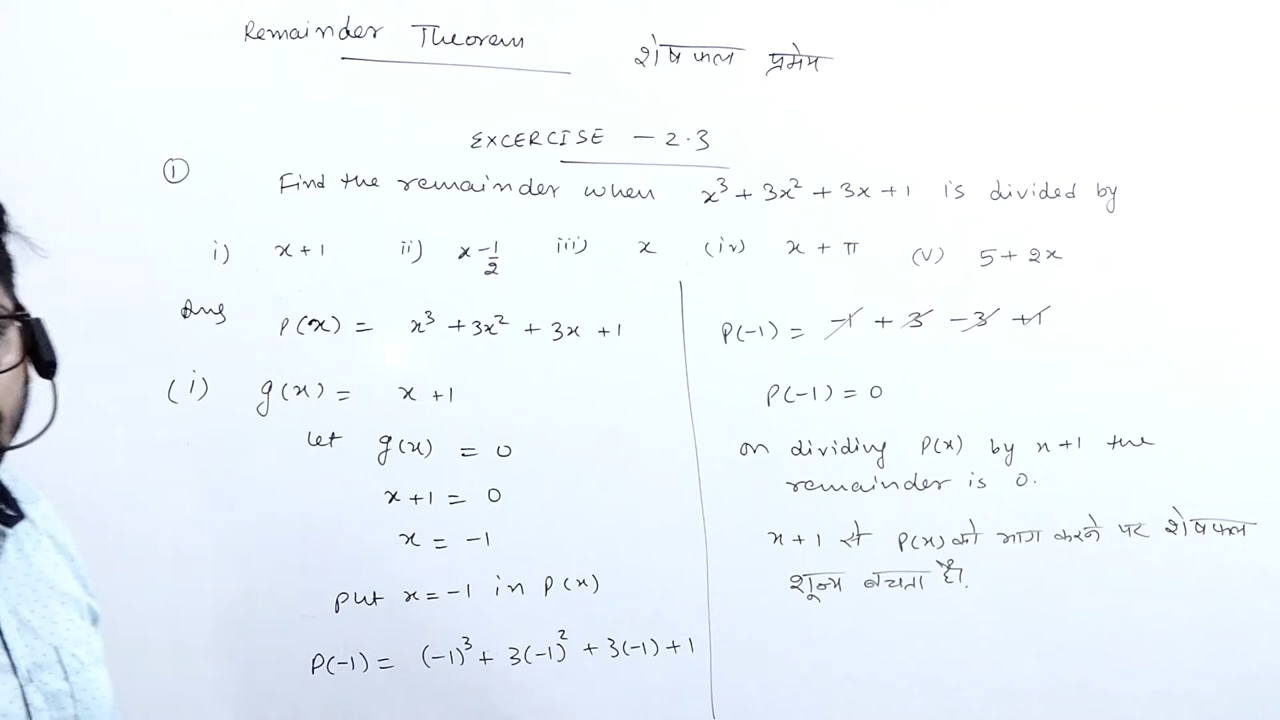 Remainder Theorem शेषफल प्रमेय
EXCERCISE - 2.3
① Find the remainder when x³ + 3x² + 3x + 1 is divided by
i) x + 1 ii) x - 1/2 iii) x (iv) x + π (V) 5 + 2x
Ans P(x) = x³ + 3x² + 3x + 1
(i) g(x) = x + 1
let g(x) = 0
x + 1 = 0
x = -1
put x = -1 in P(x)
P(-1) = (-1)³ + 3(-1)² + 3(-1) + 1
P(-1) = -1 + 3 - 3 + 1
P(-1) = 0
on dividing P(x) by x + 1 the
remainder is 0.
x + 1 से P(x) को भाग करने पर शेषफल
शून्य बचता है।